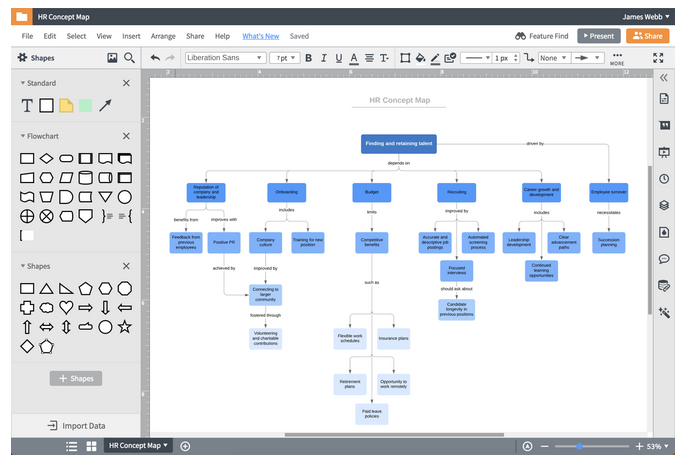 HR Concept Map
James Webb
File Edit Select View Insert Arrange Share Help What's New Saved
Feature Find
Present
Share
Shapes
Liberation Sans
7 pt
B I U A T
1 px
None
MORE
Standard
T
Flowchart
Shapes
+ Shapes
Import Data
HR Concept Map
Finding and retaining talent
driven by
depends on
Reputation of
company and
leadership
Onboarding
Budget
Recruiting
Career growth and
development
Employee turnover
benefits from
improves with
includes
limits
improved by
includes
necessitates
Feedback from
previous
employees
Positive PR
Company
culture
Training for new
position
Competitive
benefits
Accurate and
descriptive job
postings
Automated
screening
process
Leadership
development
Clear
advancement
paths
Succession
planning
achieved by
improved by
Focused
interviews
Continued
learning
opportunities
such as
should ask about
Connecting to
larger
community
Candidate
longevity in
previous positions
fostered through
Volunteering
and charitable
contributions
Flexible work
schedules
Insurance plans
Retirement
plans
Opportunity to
work remotely
Paid leave
policies
HR Concept Map
53%